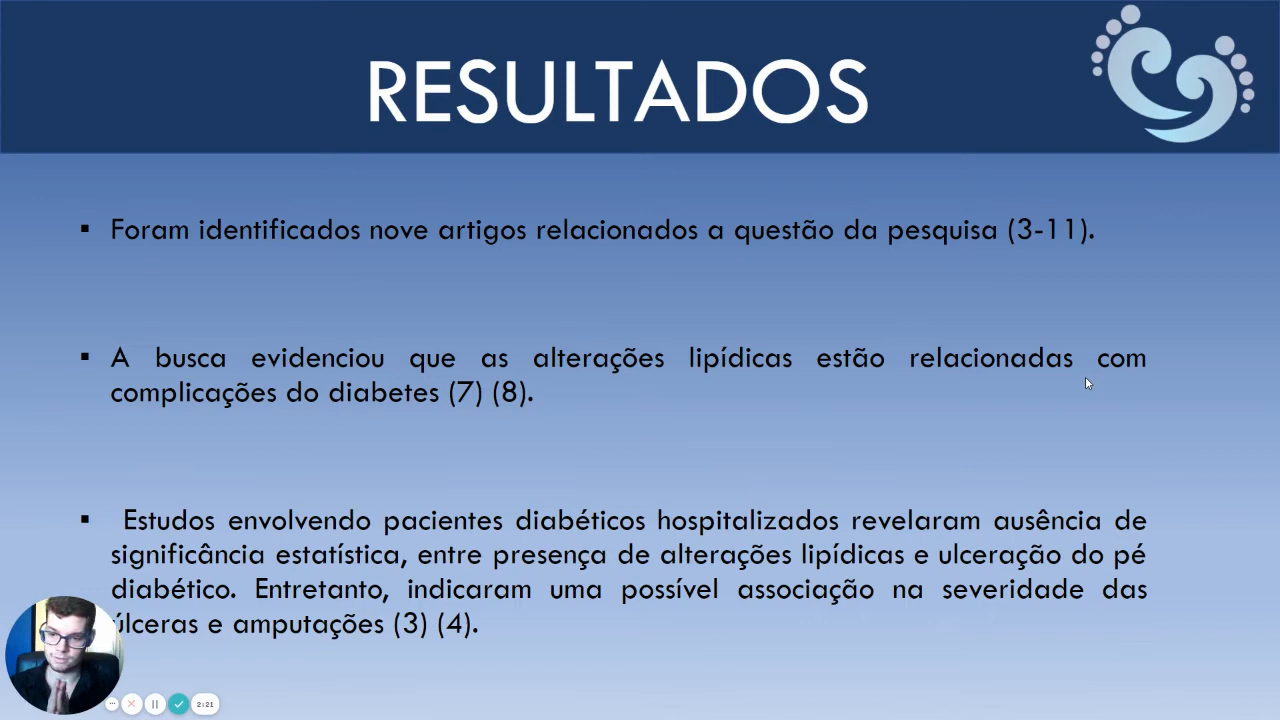 RESULTADOS
▪ Foram identificados nove artigos relacionados a questão da pesquisa (3-11).
▪ A busca evidenciou que as alterações lipídicas estão relacionadas com
complicações do diabetes (7) (8).
▪ Estudos envolvendo pacientes diabéticos hospitalizados revelaram ausência de
significância estatística, entre presença de alterações lipídicas e ulceração do pé
diabético. Entretanto, indicaram uma possível associação na severidade das
úlceras e amputações (3) (4).
2:21